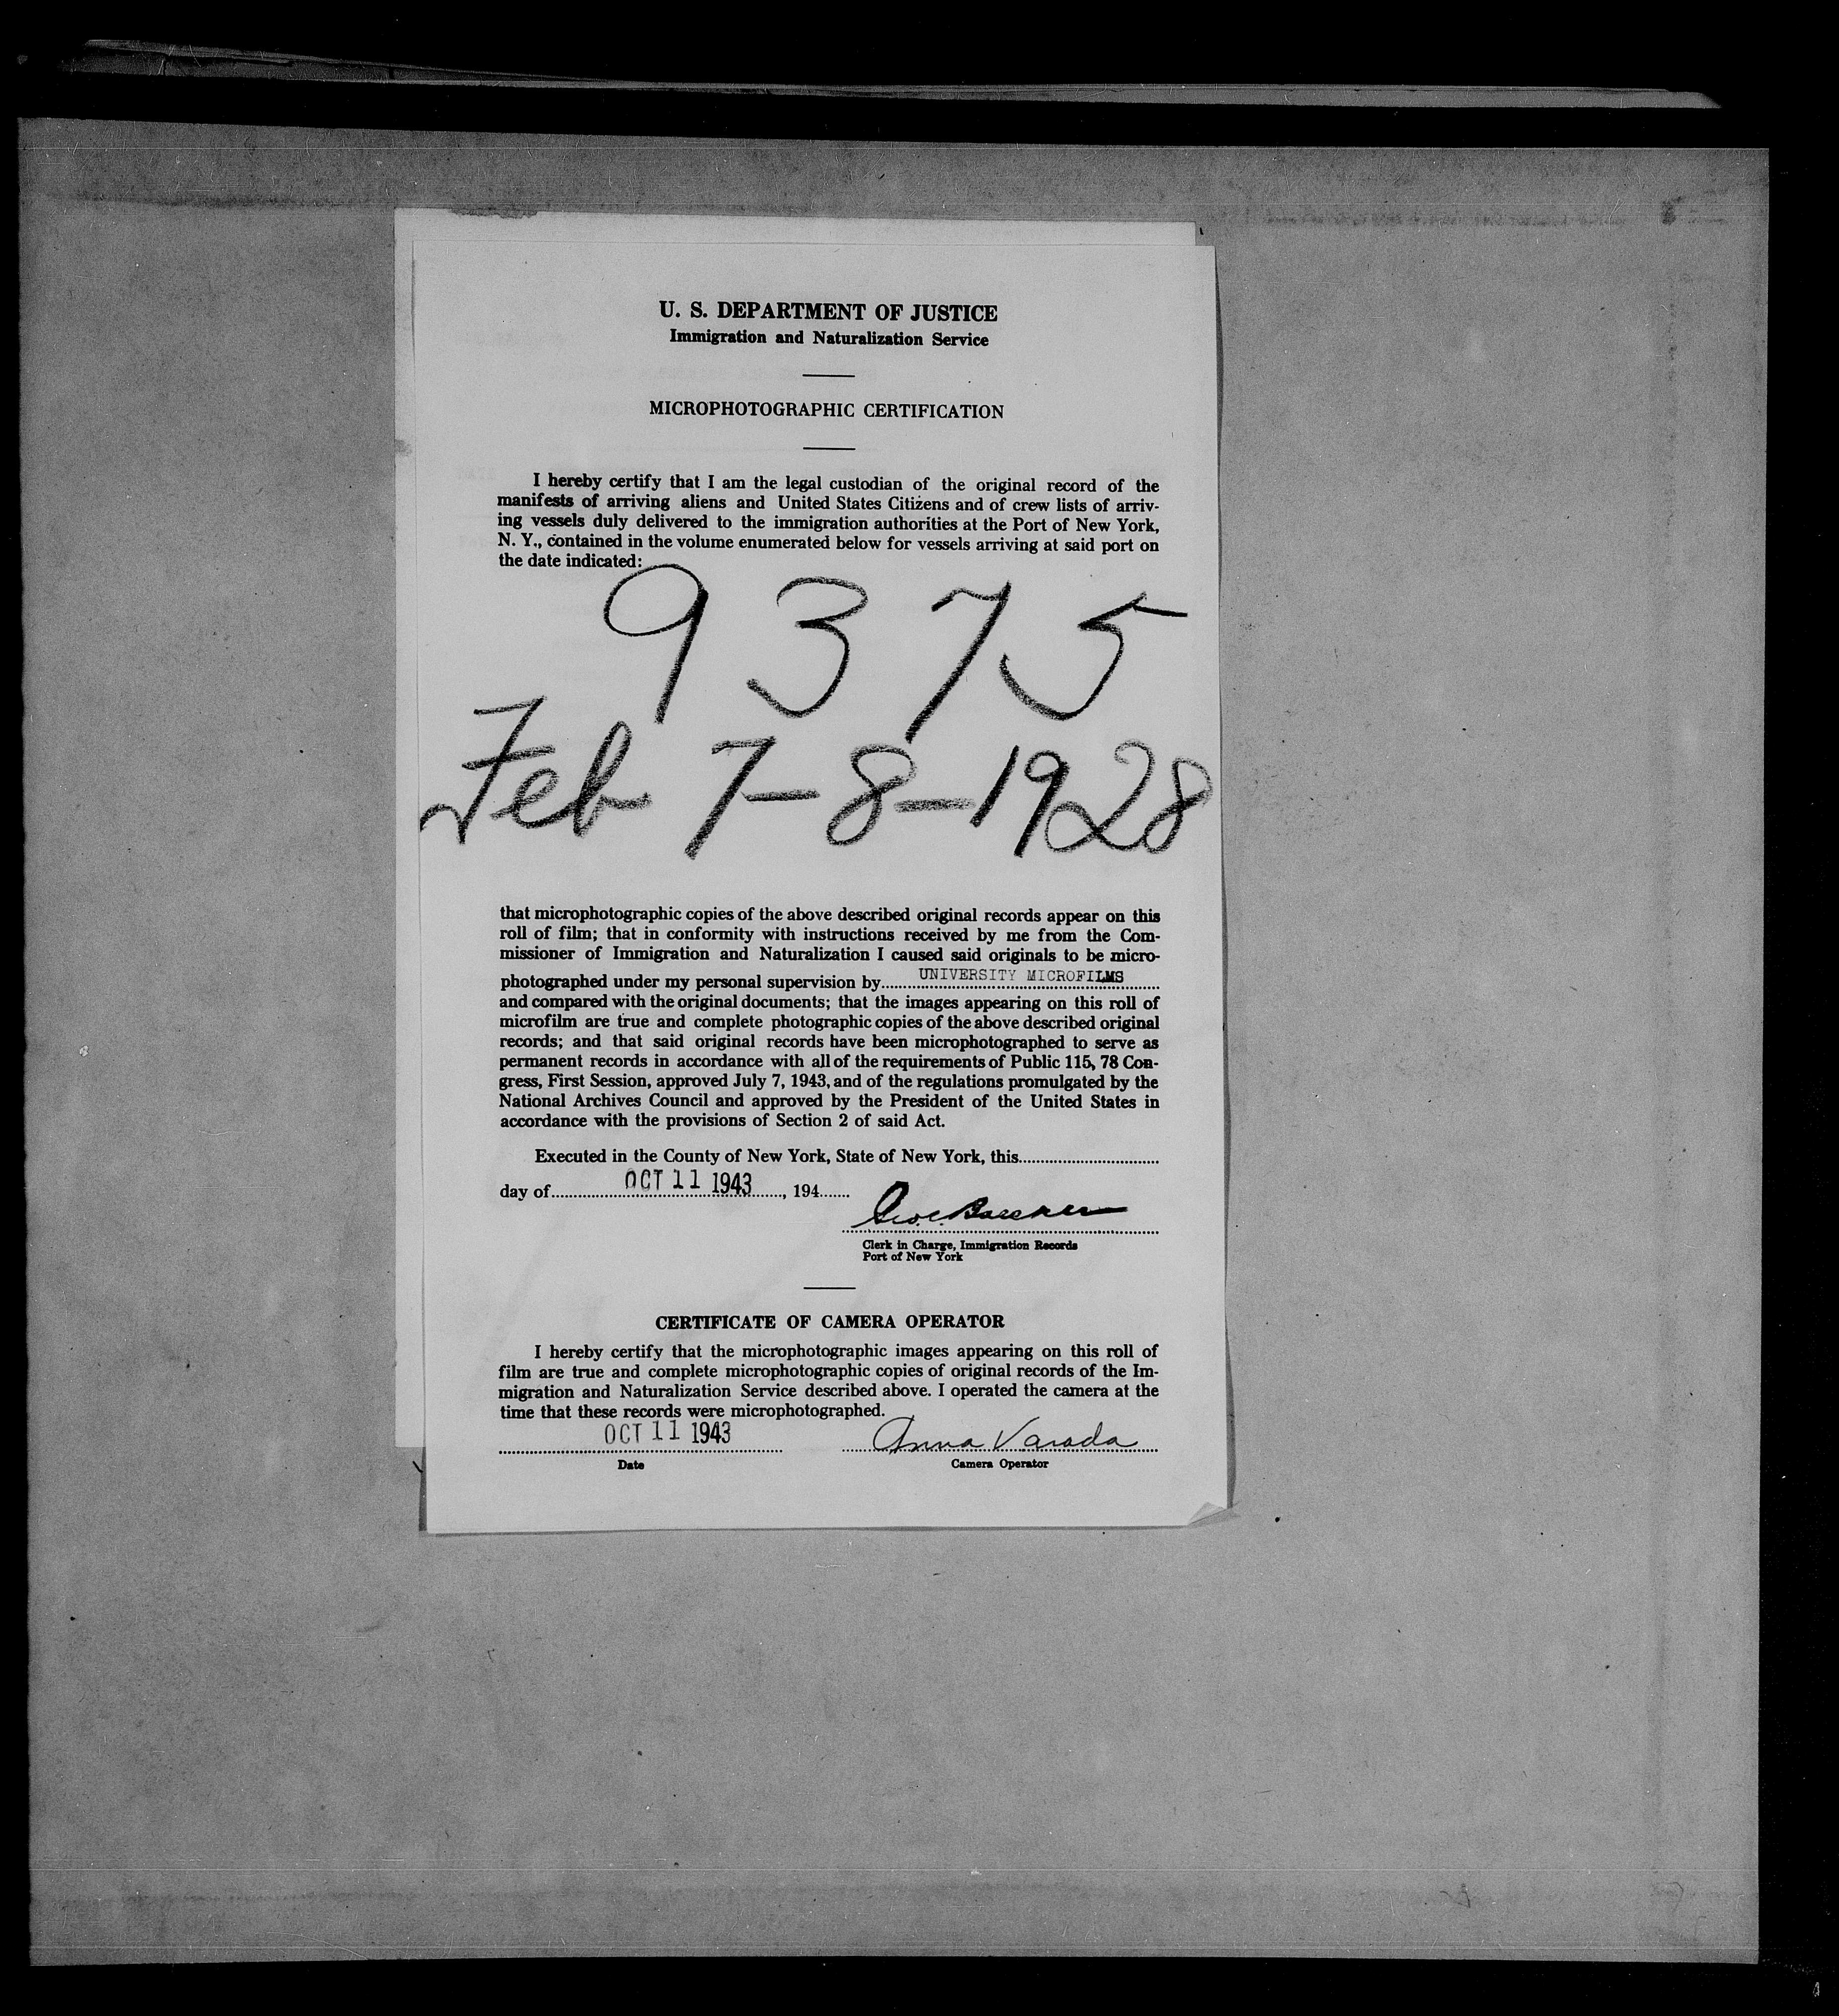 U. S. DEPARTMENT OF JUSTICE
Immigration and Naturalization Service
MICROPHOTOGRAPHIC CERTIFICATION
I hereby certify that I am the legal custodian of the original record of the
manifests of arriving aliens and United States Citizens and of crew lists of arriv-
ing vessels duly delivered to the immigration authorities at the Port of New York,
N. Y., contained in the volume enumerated below for vessels arriving at said port on
the date indicated:
9375
Feb 7-8-1928
that microphotographic copies of the above described original records appear on this
roll of film; that in conformity with instructions received by me from the Com-
missioner of Immigration and Naturalization I caused said originals to be micro-
photographed under my personal supervision by UNIVERSITY MICROFILMS
and compared with the original documents; that the images appearing on this roll of
microfilm are true and complete photographic copies of the above described original
records; and that said original records have been microphotographed to serve as
permanent records in accordance with all of the requirements of Public 115, 78 Con-
gress, First Session, approved July 7, 1943, and of the regulations promulgated by the
National Archives Council and approved by the President of the United States in
accordance with the provisions of Section 2 of said Act.
Executed in the County of New York, State of New York, this
day of OCT 11 1943, 194
Clerk in Charge, Immigration Records
Port of New York
CERTIFICATE OF CAMERA OPERATOR
I hereby certify that the microphotographic images appearing on this roll of
film are true and complete microphotographic copies of original records of the Im-
migration and Naturalization Service described above. I operated the camera at the
time that these records were microphotographed.
OCT 11 1943 Anna Varada
Date Camera Operator